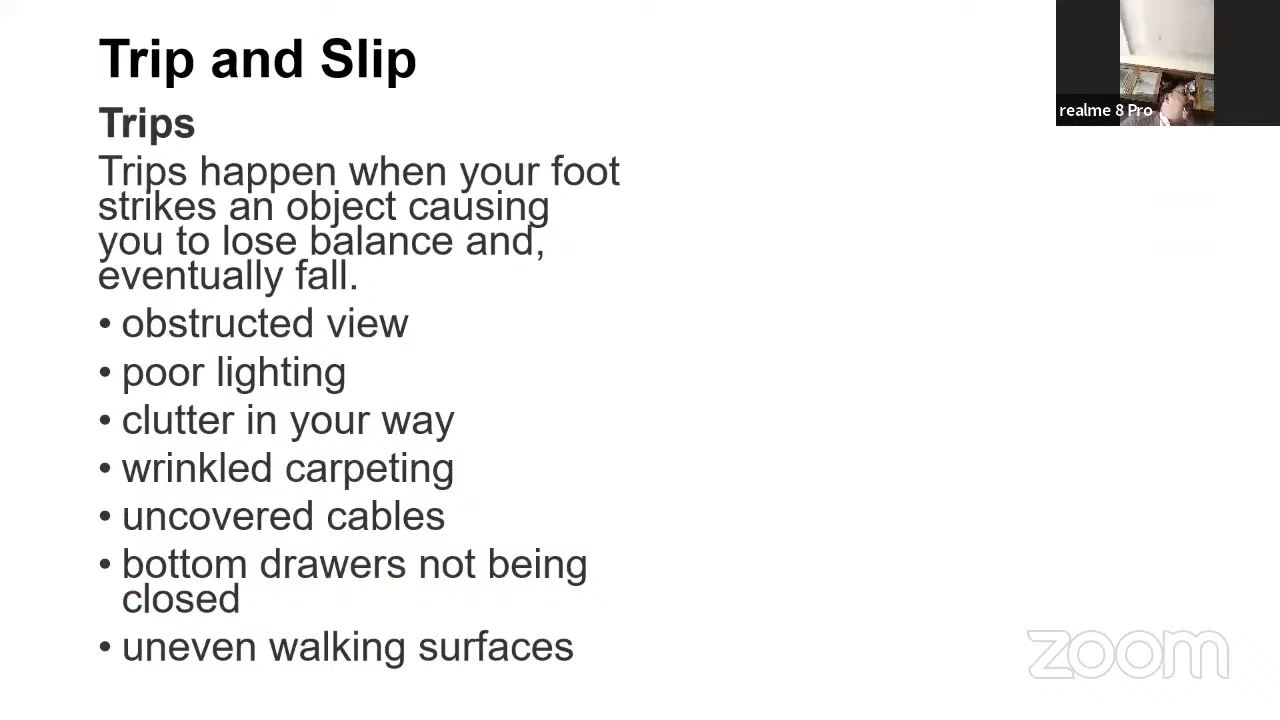 Trip and Slip
realme 8 Pro
Trips
Trips happen when your foot
strikes an object causing
you to lose balance and,
eventually fall.
• obstructed view
• poor lighting
• clutter in your way
• wrinkled carpeting
• uncovered cables
• bottom drawers not being
closed
• uneven walking surfaces
zoom